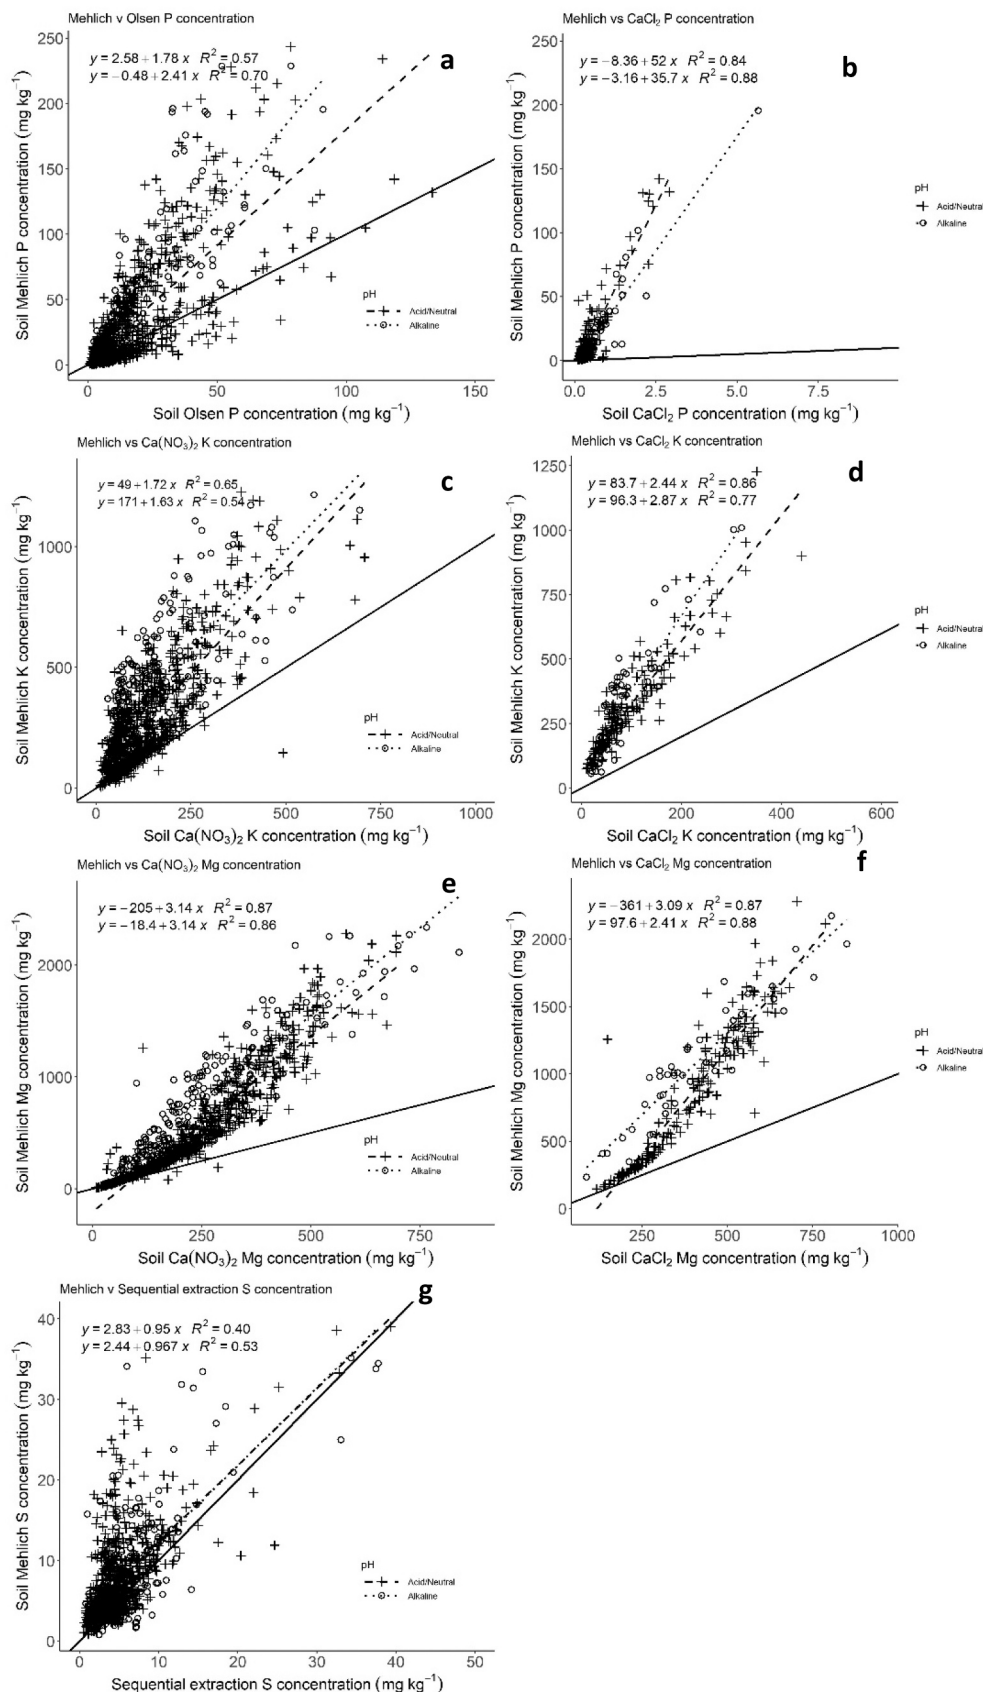 Mehlich v Olsen P concentration
a
y = 2.58 + 1.78 x R² = 0.57
y = −0.48 + 2.41 x R² = 0.70
250
200
150
100
50
0
Soil Mehlich P concentration (mg kg⁻¹)
pH
Acid/Neutral
Alkaline
0 50 100 150
Soil Olsen P concentration (mg kg⁻¹)
Mehlich vs CaCl₂ P concentration
b
y = −8.36 + 52 x R² = 0.84
y = −3.16 + 35.7 x R² = 0.88
250
200
150
100
50
0
Soil Mehlich P concentration (mg kg⁻¹)
pH
Acid/Neutral
Alkaline
0.0 2.5 5.0 7.5
Soil CaCl₂ P concentration (mg kg⁻¹)
Mehlich vs Ca(NO₃)₂ K concentration
c
y = 49 + 1.72 x R² = 0.65
y = 171 + 1.63 x R² = 0.54
1000
500
0
Soil Mehlich K concentration (mg kg⁻¹)
pH
Acid/Neutral
Alkaline
0 250 500 750 1000
Soil Ca(NO₃)₂ K concentration (mg kg⁻¹)
Mehlich vs CaCl₂ K concentration
d
y = 83.7 + 2.44 x R² = 0.86
y = 96.3 + 2.87 x R² = 0.77
1250
1000
750
500
250
0
Soil Mehlich K concentration (mg kg⁻¹)
pH
Acid/Neutral
Alkaline
0 200 400 600
Soil CaCl₂ K concentration (mg kg⁻¹)
Mehlich vs Ca(NO₃)₂ Mg concentration
e
y = −205 + 3.14 x R² = 0.87
y = −18.4 + 3.14 x R² = 0.86
2000
1000
0
Soil Mehlich Mg concentration (mg kg⁻¹)
pH
Acid/Neutral
Alkaline
0 250 500 750
Soil Ca(NO₃)₂ Mg concentration (mg kg⁻¹)
Mehlich vs CaCl₂ Mg concentration
f
y = −361 + 3.09 x R² = 0.87
y = 97.6 + 2.41 x R² = 0.88
2000
1500
1000
500
0
Soil Mehlich Mg concentration (mg kg⁻¹)
pH
Acid/Neutral
Alkaline
250 500 750 1000
Soil CaCl₂ Mg concentration (mg kg⁻¹)
Mehlich v Sequential extraction S concentration
g
y = 2.83 + 0.95 x R² = 0.40
y = 2.44 + 0.967 x R² = 0.53
40
30
20
10
0
Soil Mehlich S concentration (mg kg⁻¹)
pH
Acid/Neutral
Alkaline
0 10 20 30 40 50
Sequential extraction S concentration (mg kg⁻¹)